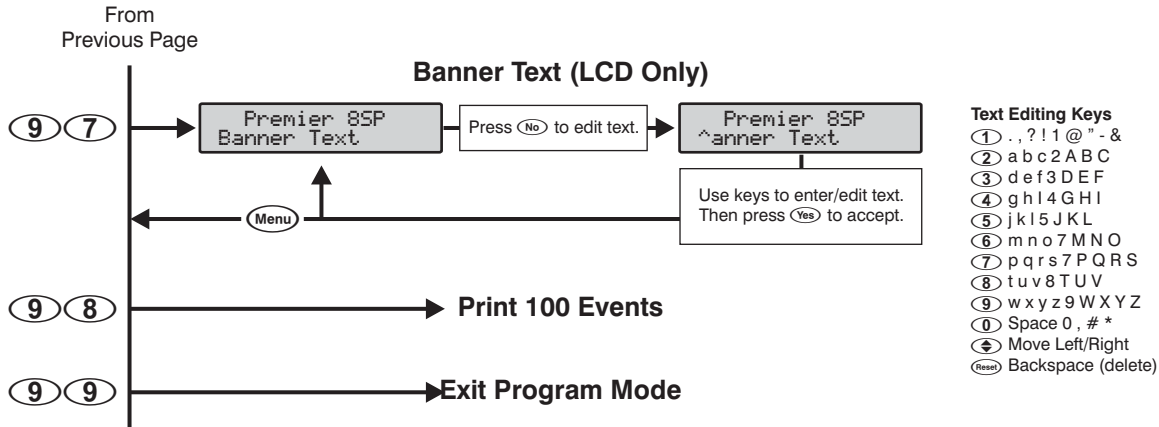 From
Previous Page
Banner Text (LCD Only)
9 7
Premier 8SP
Banner Text
Press No to edit text.
Premier 8SP
^anner Text
Use keys to enter/edit text.
Then press Yes to accept.
Menu
9 8
Print 100 Events
9 9
Exit Program Mode
Text Editing Keys
1 . , ? ! 1 @ " - &
2 a b c 2 A B C
3 d e f 3 D E F
4 g h I 4 G H I
5 j k l 5 J K L
6 m n o 7 M N O
7 p q r s 7 P Q R S
8 t u v 8 T U V
9 w x y z 9 W X Y Z
0 Space 0 , # *
Move Left/Right
Reset Backspace (delete)